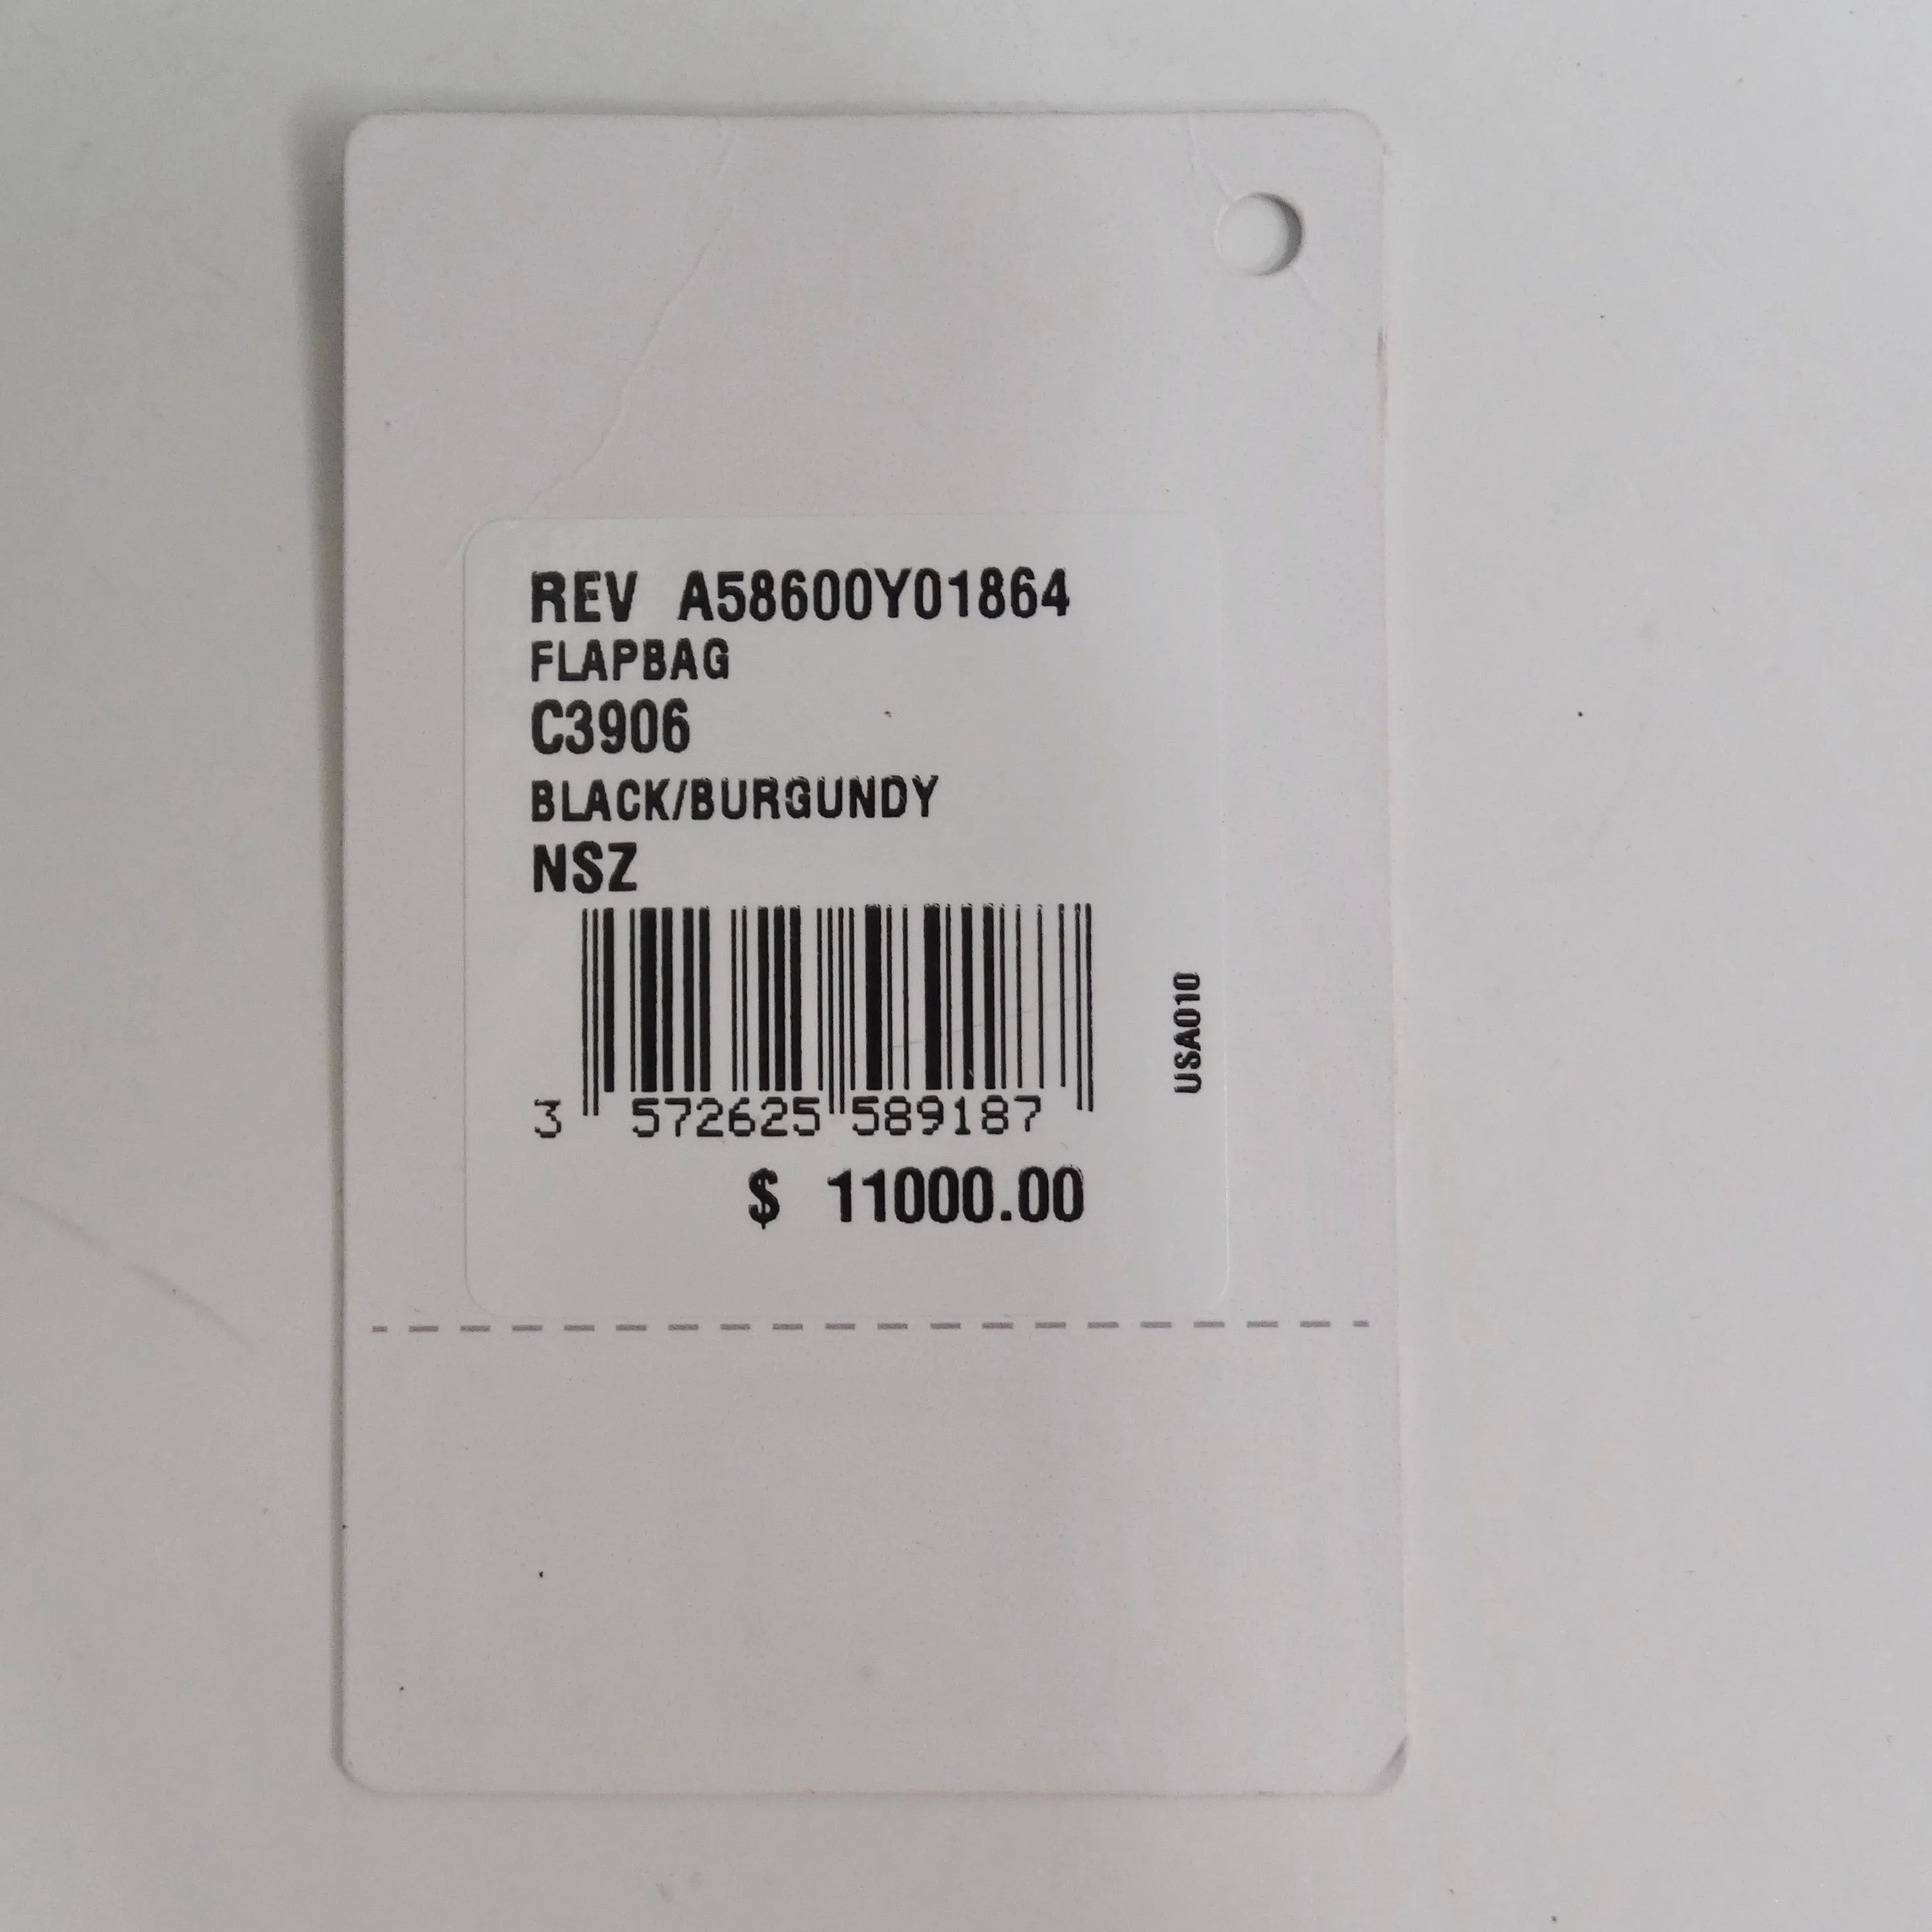 REV A58600Y01864
FLAPBAG
C3906
BLACK/BURGUNDY
NSZ
USA010
3 572625 589187
$ 11000.00